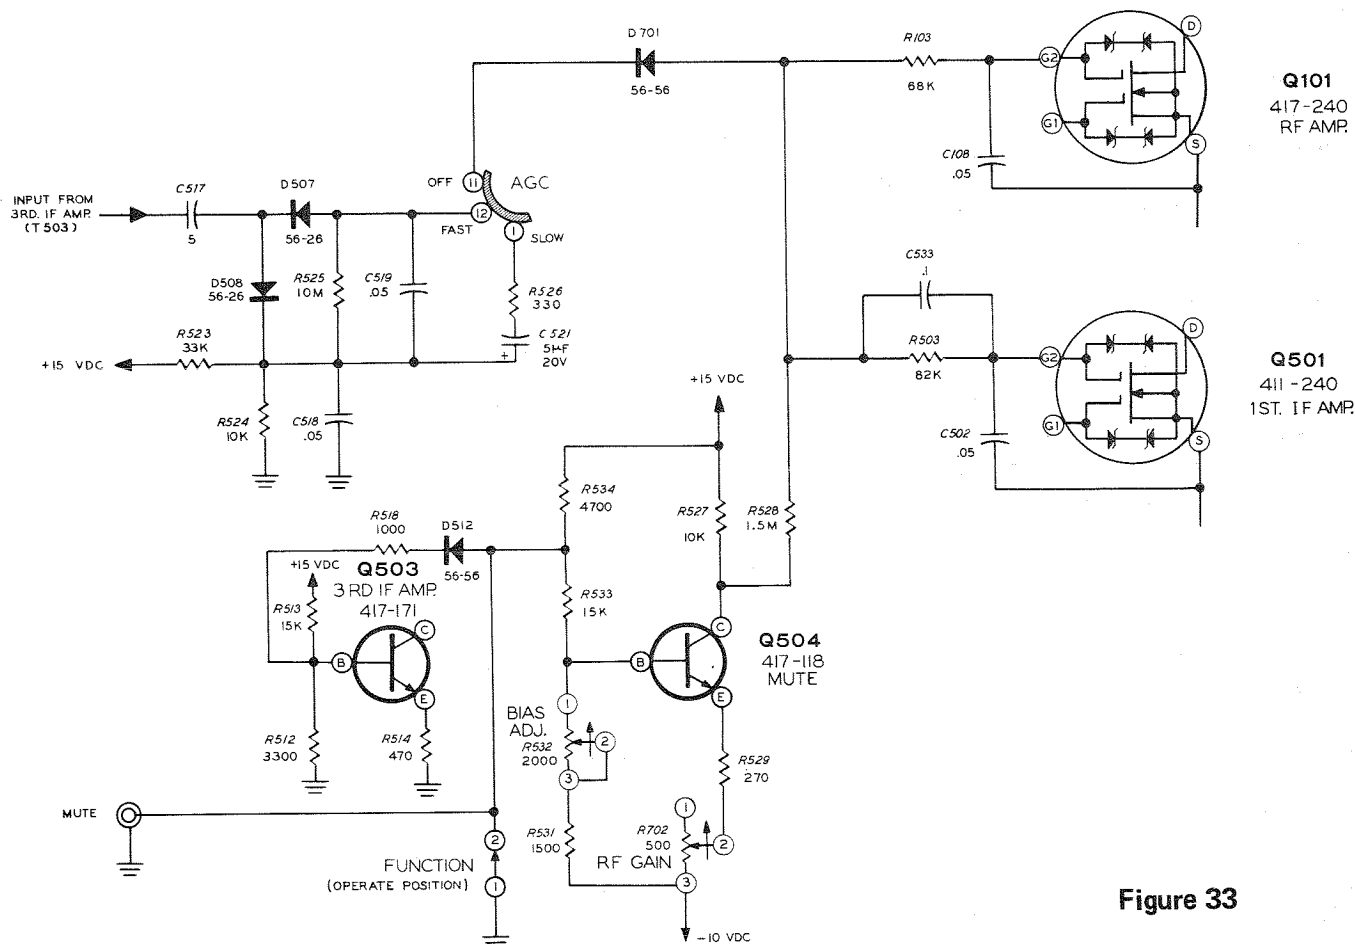 D701
56-56
R103
68K
G2
G1
D
S
Q101
417-240
RF AMP.
C108
.05
OFF
11
AGC
12
FAST
1
SLOW
INPUT FROM
3RD. IF AMP.
(T503)
C517
5
D507
56-26
D508
56-26
R525
10M
C519
.05
R526
330
C521
5µF
20V
+
R523
33K
+15 VDC
R524
10K
C518
.05
C533
.1
R503
82K
G2
G1
D
S
Q501
411-240
1ST. IF AMP.
C502
.05
+15 VDC
R534
4700
R527
10K
R528
1.5M
R518
1000
D512
56-56
+15 VDC
Q503
3RD IF AMP.
417-171
R513
15K
B
C
E
R533
15K
B
C
E
Q504
417-118
MUTE
R512
3300
R514
470
BIAS
ADJ.
R532
2000
1
2
3
R529
270
MUTE
R531
1500
R702
500
RF GAIN
1
2
3
2
FUNCTION
(OPERATE POSITION)
1
-10 VDC
Figure 33